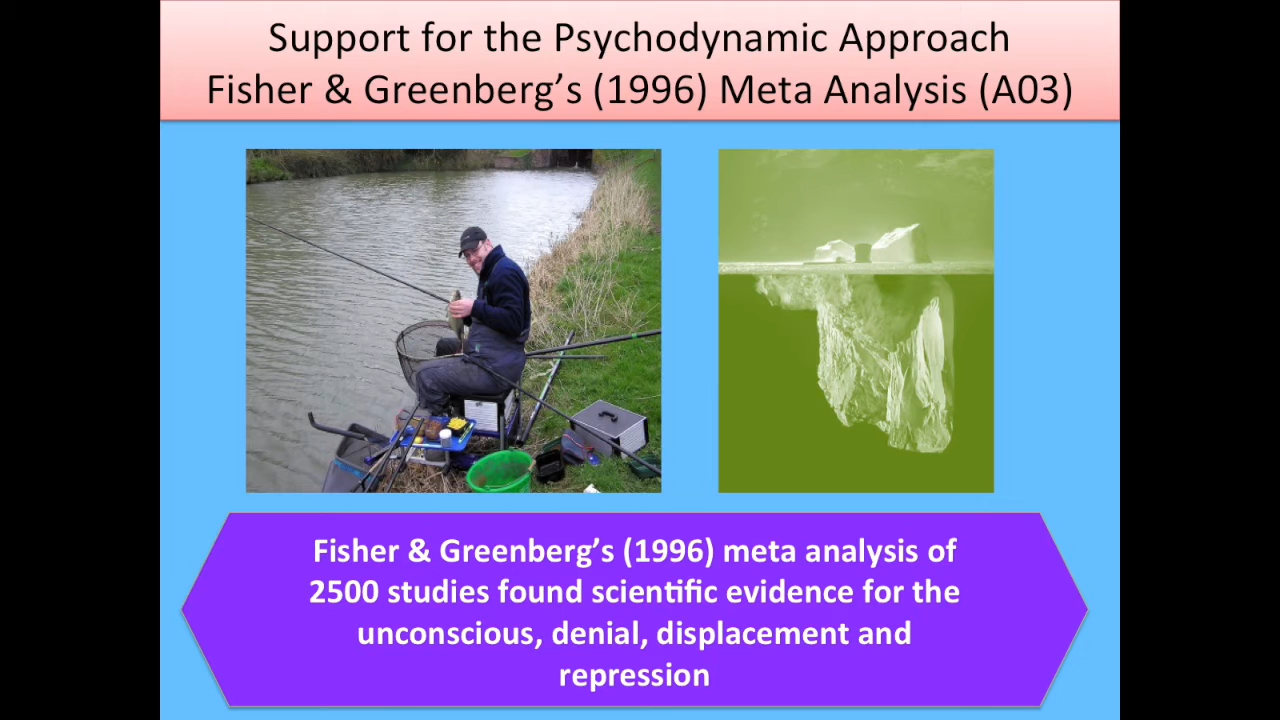 Support for the Psychodynamic Approach
Fisher & Greenberg’s (1996) Meta Analysis (A03)
Fisher & Greenberg’s (1996) meta analysis of
2500 studies found scientific evidence for the
unconscious, denial, displacement and
repression